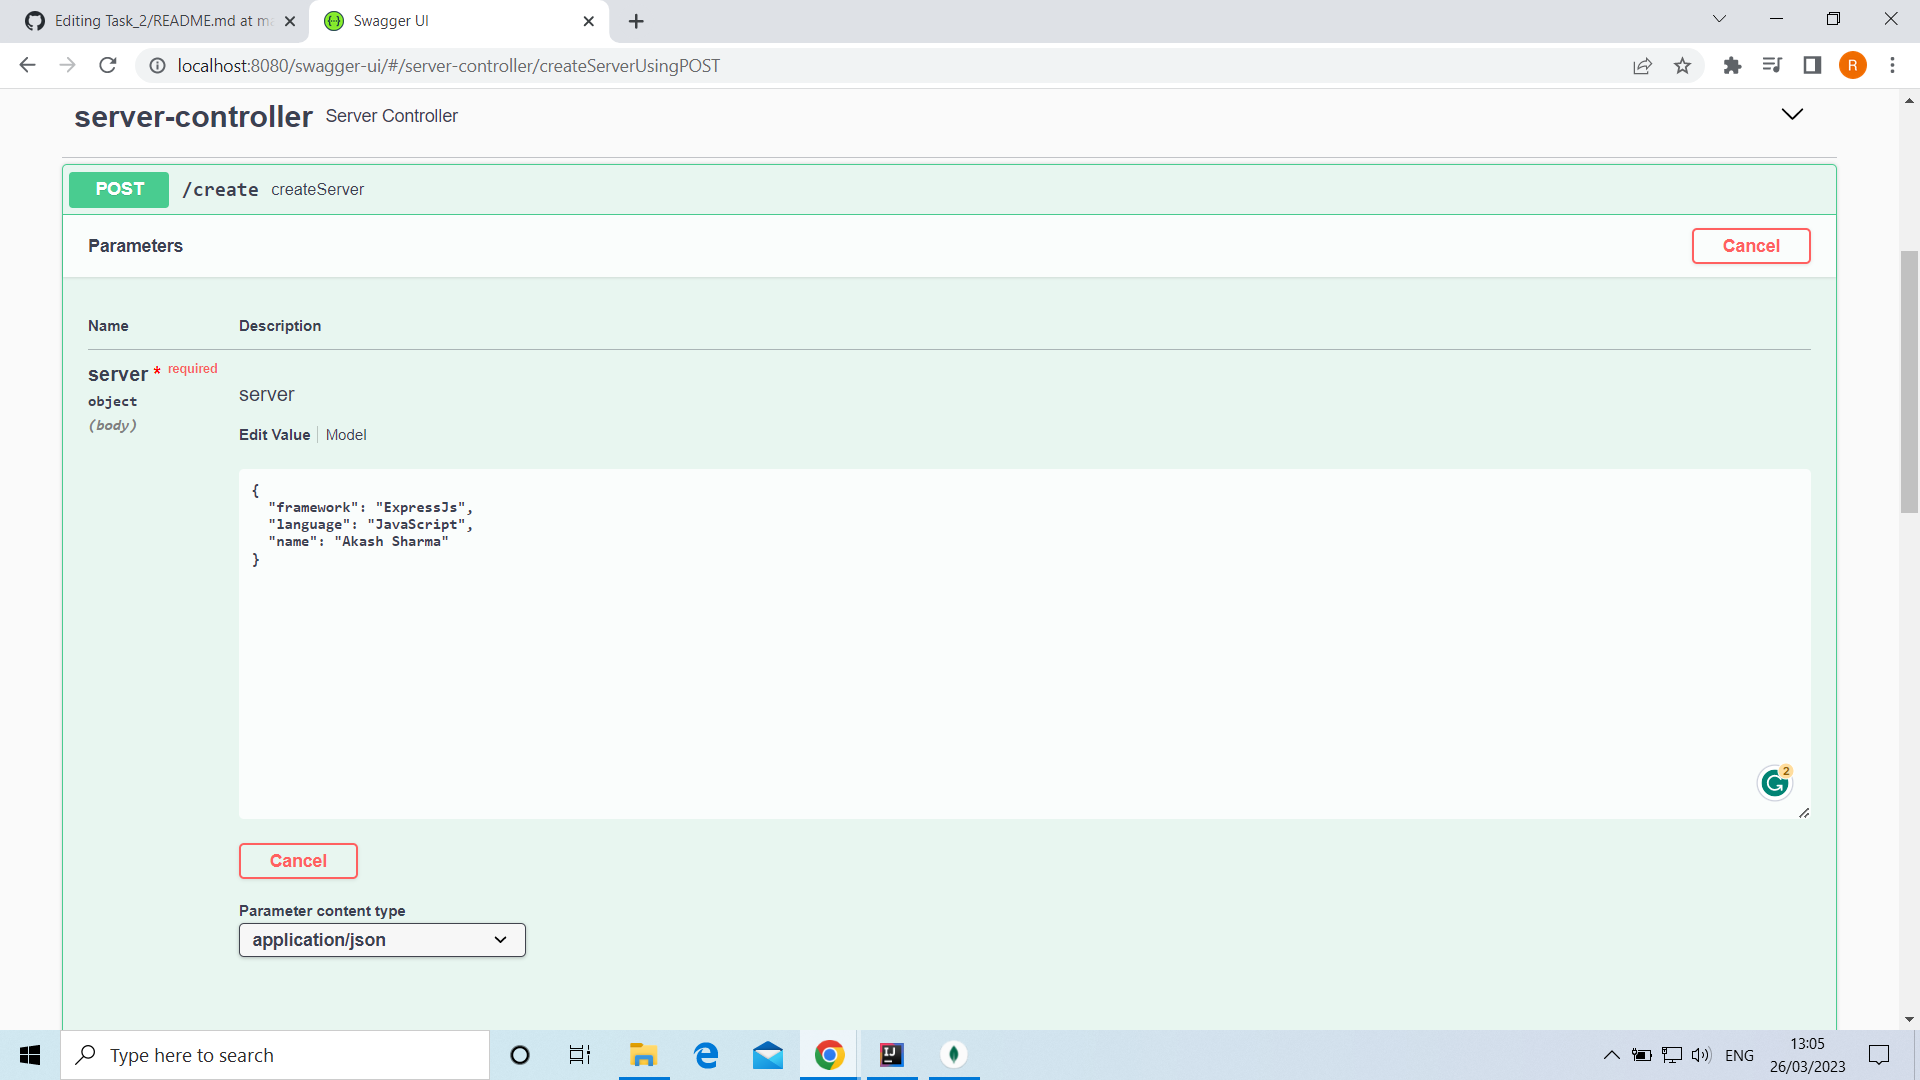 Editing Task_2/README.md at ma
Swagger UI
localhost:8080/swagger-ui/#/server-controller/createServerUsingPOST
R
server-controller Server Controller
POST /create createServer
Parameters
Cancel
Name Description
server * required
object
(body)
server
Edit Value Model
{
"framework": "ExpressJs",
"language": "JavaScript",
"name": "Akash Sharma"
}
2
Cancel
Parameter content type
application/json
Type here to search
IJ
ENG
13:05
26/03/2023